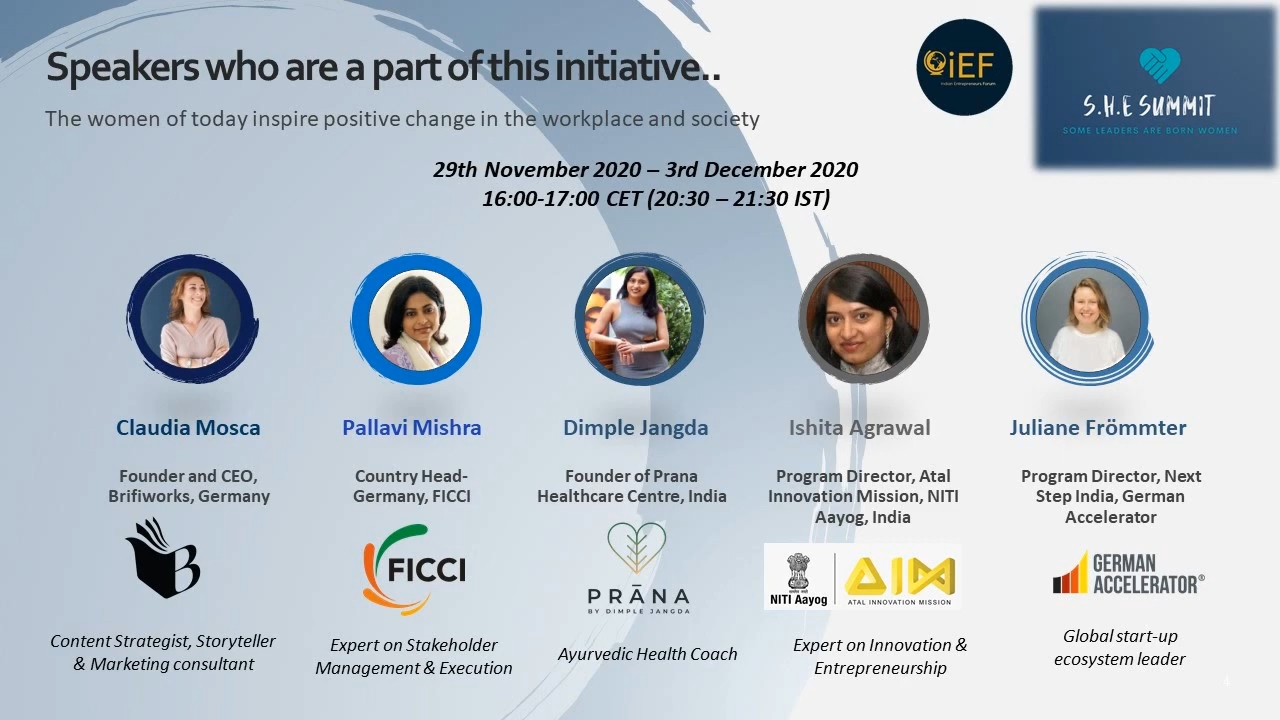 Speakers who are a part of this initiative..
The women of today inspire positive change in the workplace and society
iEF
Indian Entrepreneurs Forum
S.H.E SUMMIT
SOME LEADERS ARE BORN WOMEN
29th November 2020 – 3rd December 2020
16:00-17:00 CET (20:30 – 21:30 IST)
Claudia Mosca
Founder and CEO,
Brifiworks, Germany
B
Content Strategist, Storyteller
& Marketing consultant
Pallavi Mishra
Country Head-
Germany, FICCI
FICCI
Expert on Stakeholder
Management & Execution
Dimple Jangda
Founder of Prana
Healthcare Centre, India
PRĀNA
BY DIMPLE JANGDA
Ayurvedic Health Coach
Ishita Agrawal
Program Director, Atal
Innovation Mission, NITI
Aayog, India
NITI Aayog
AIM
ATAL INNOVATION MISSION
Expert on Innovation &
Entrepreneurship
Juliane Frömmter
Program Director, Next
Step India, German
Accelerator
GERMAN
ACCELERATOR®
Global start-up
ecosystem leader
4